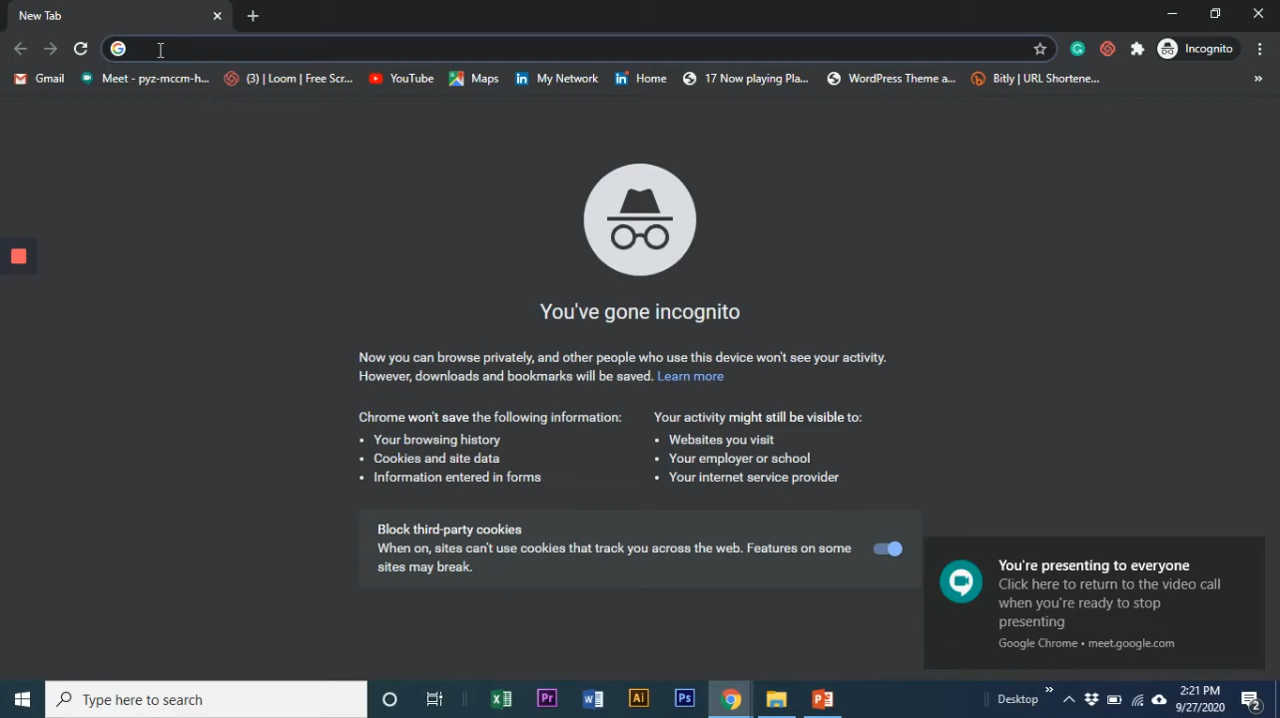 New Tab
Incognito
Gmail
Meet - pyz-mccm-h...
(3) | Loom | Free Scr...
YouTube
Maps
My Network
Home
17 Now playing Pla...
WordPress Theme a...
Bitly | URL Shortene...
»
You've gone incognito
Now you can browse privately, and other people who use this device won't see your activity.
However, downloads and bookmarks will be saved. Learn more
Chrome won't save the following information:
• Your browsing history
• Cookies and site data
• Information entered in forms
Your activity might still be visible to:
• Websites you visit
• Your employer or school
• Your internet service provider
Block third-party cookies
When on, sites can't use cookies that track you across the web. Features on some
sites may break.
You're presenting to everyone
Click here to return to the video call
when you're ready to stop
presenting
Google Chrome • meet.google.com
Type here to search
Pr
Ai
Ps
Desktop
»
2:21 PM
9/27/2020
2